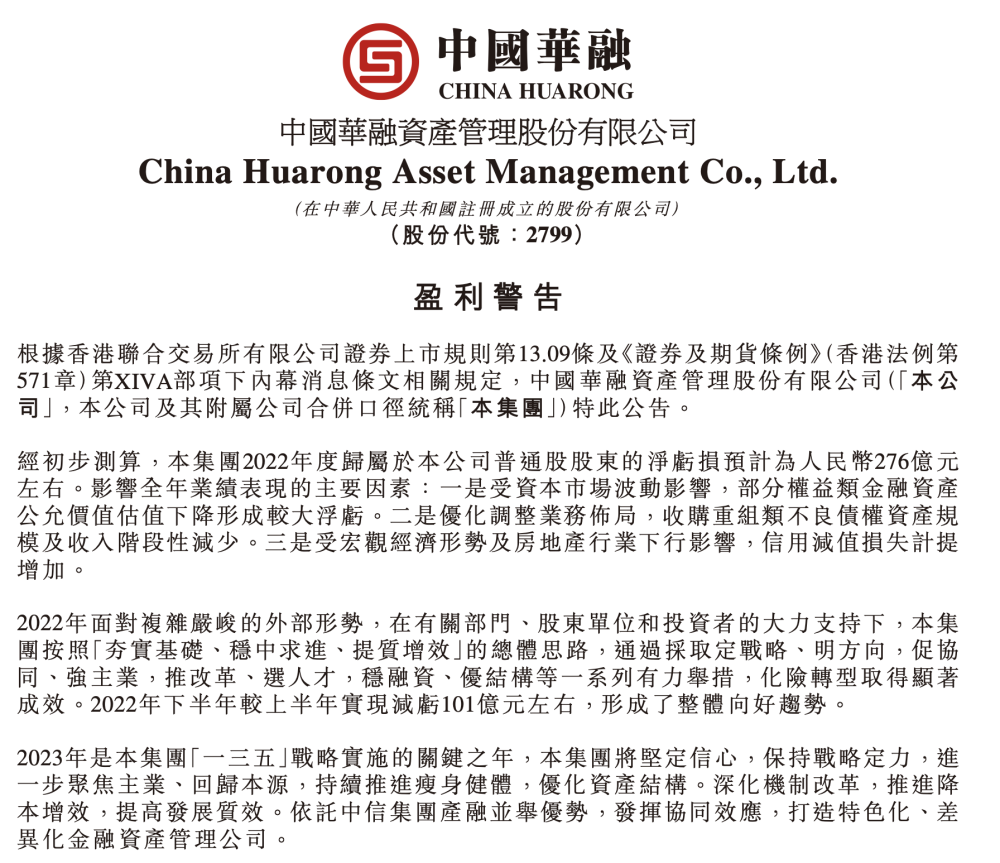 中國華融
CHINA HUARONG
中國華融資產管理股份有限公司
China Huarong Asset Management Co., Ltd.
(在中華人民共和國註冊成立的股份有限公司)
(股份代號：2799)
盈利警告
根據香港聯合交易所有限公司證券上市規則第13.09條及《證券及期貨條例》(香港法例第
571章)第XIVA部項下內幕消息條文相關規定，中國華融資產管理股份有限公司(「本公
司」，本公司及其附屬公司合併口徑統稱「本集團」)特此公告。
經初步測算，本集團2022年度歸屬於本公司普通股股東的淨虧損預計為人民幣276億元
左右。影響全年業績表現的主要因素：一是受資本市場波動影響，部分權益類金融資產
公允價值估值下降形成較大浮虧。二是優化調整業務佈局，收購重組類不良債權資產規
模及收入階段性減少。三是受宏觀經濟形勢及房地產行業下行影響，信用減值損失計提
增加。
2022年面對複雜嚴峻的外部形勢，在有關部門、股東單位和投資者的大力支持下，本集
團按照「夯實基礎、穩中求進、提質增效」的總體思路，通過採取定戰略、明方向，促協
同、強主業，推改革、選人才，穩融資、優結構等一系列有力舉措，化險轉型取得顯著
成效。2022年下半年較上半年實現減虧101億元左右，形成了整體向好趨勢。
2023年是本集團「一三五」戰略實施的關鍵之年，本集團將堅定信心，保持戰略定力，進
一步聚焦主業、回歸本源，持續推進瘦身健體，優化資產結構。深化機制改革，推進降
本增效，提高發展質效。依託中信集團產融並舉優勢，發揮協同效應，打造特色化、差
異化金融資產管理公司。